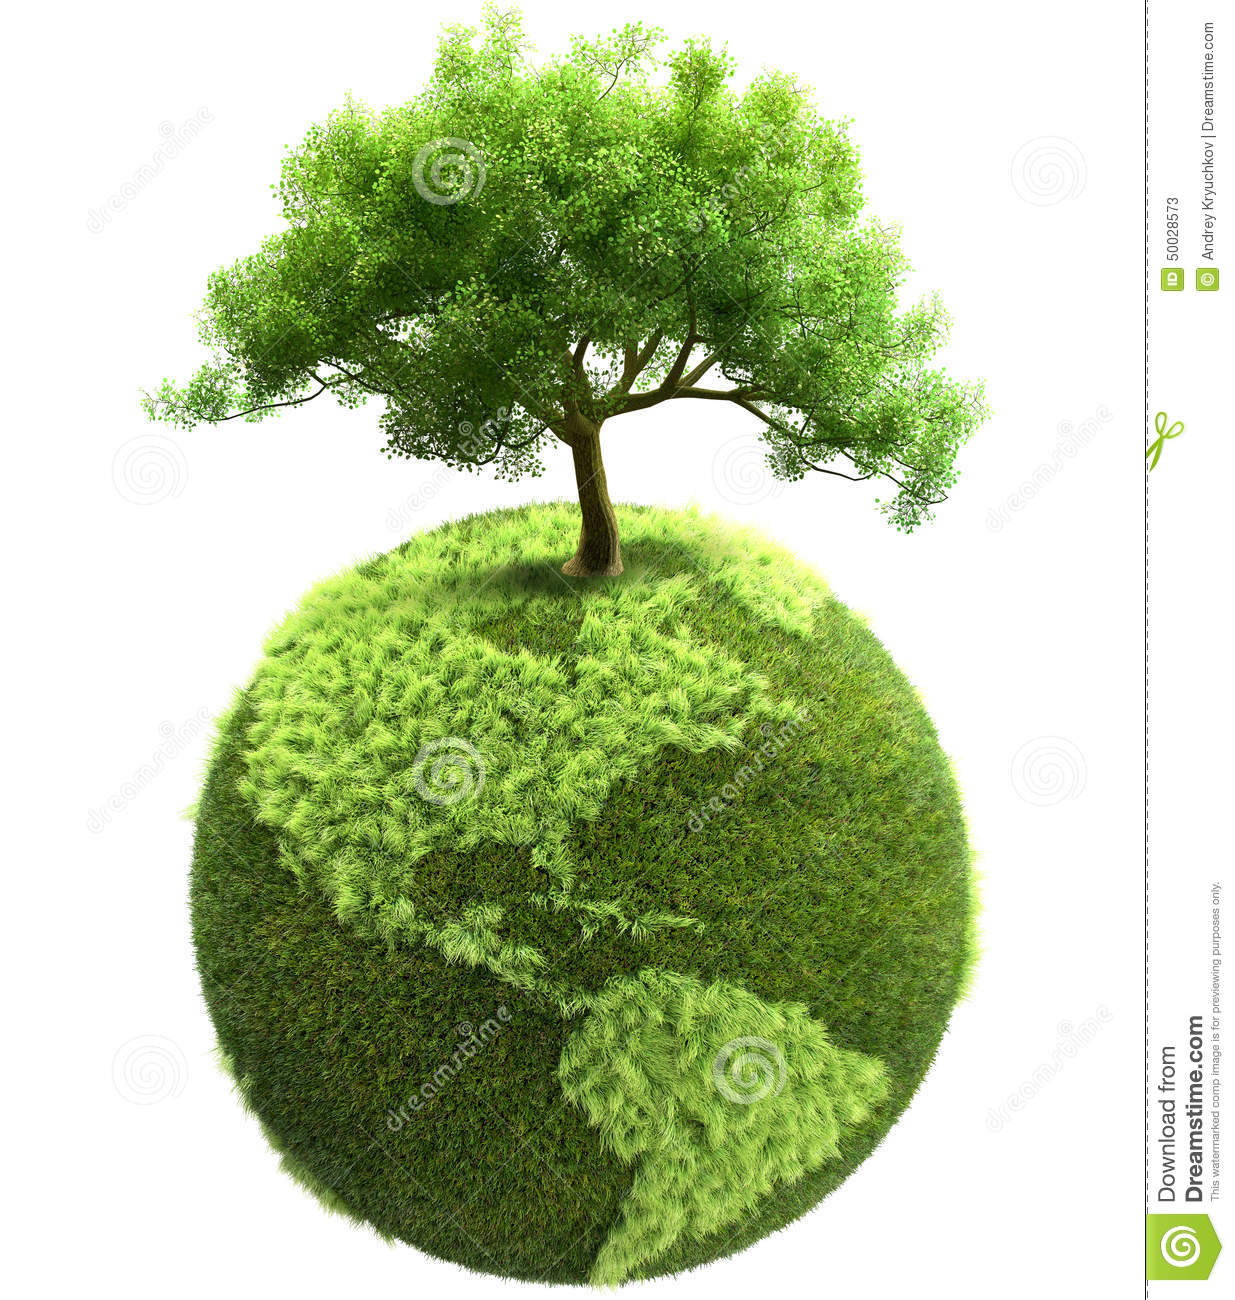 ID 50028573
© Andrey Kryuchkov | Dreamstime.com
Download from
Dreamstime.com
This watermarked comp image is for previewing purposes only.
dreamstime
dreamstime
dreamstime
dreamstime
dreamstime
dreamstime
dreamstime
dreamstime